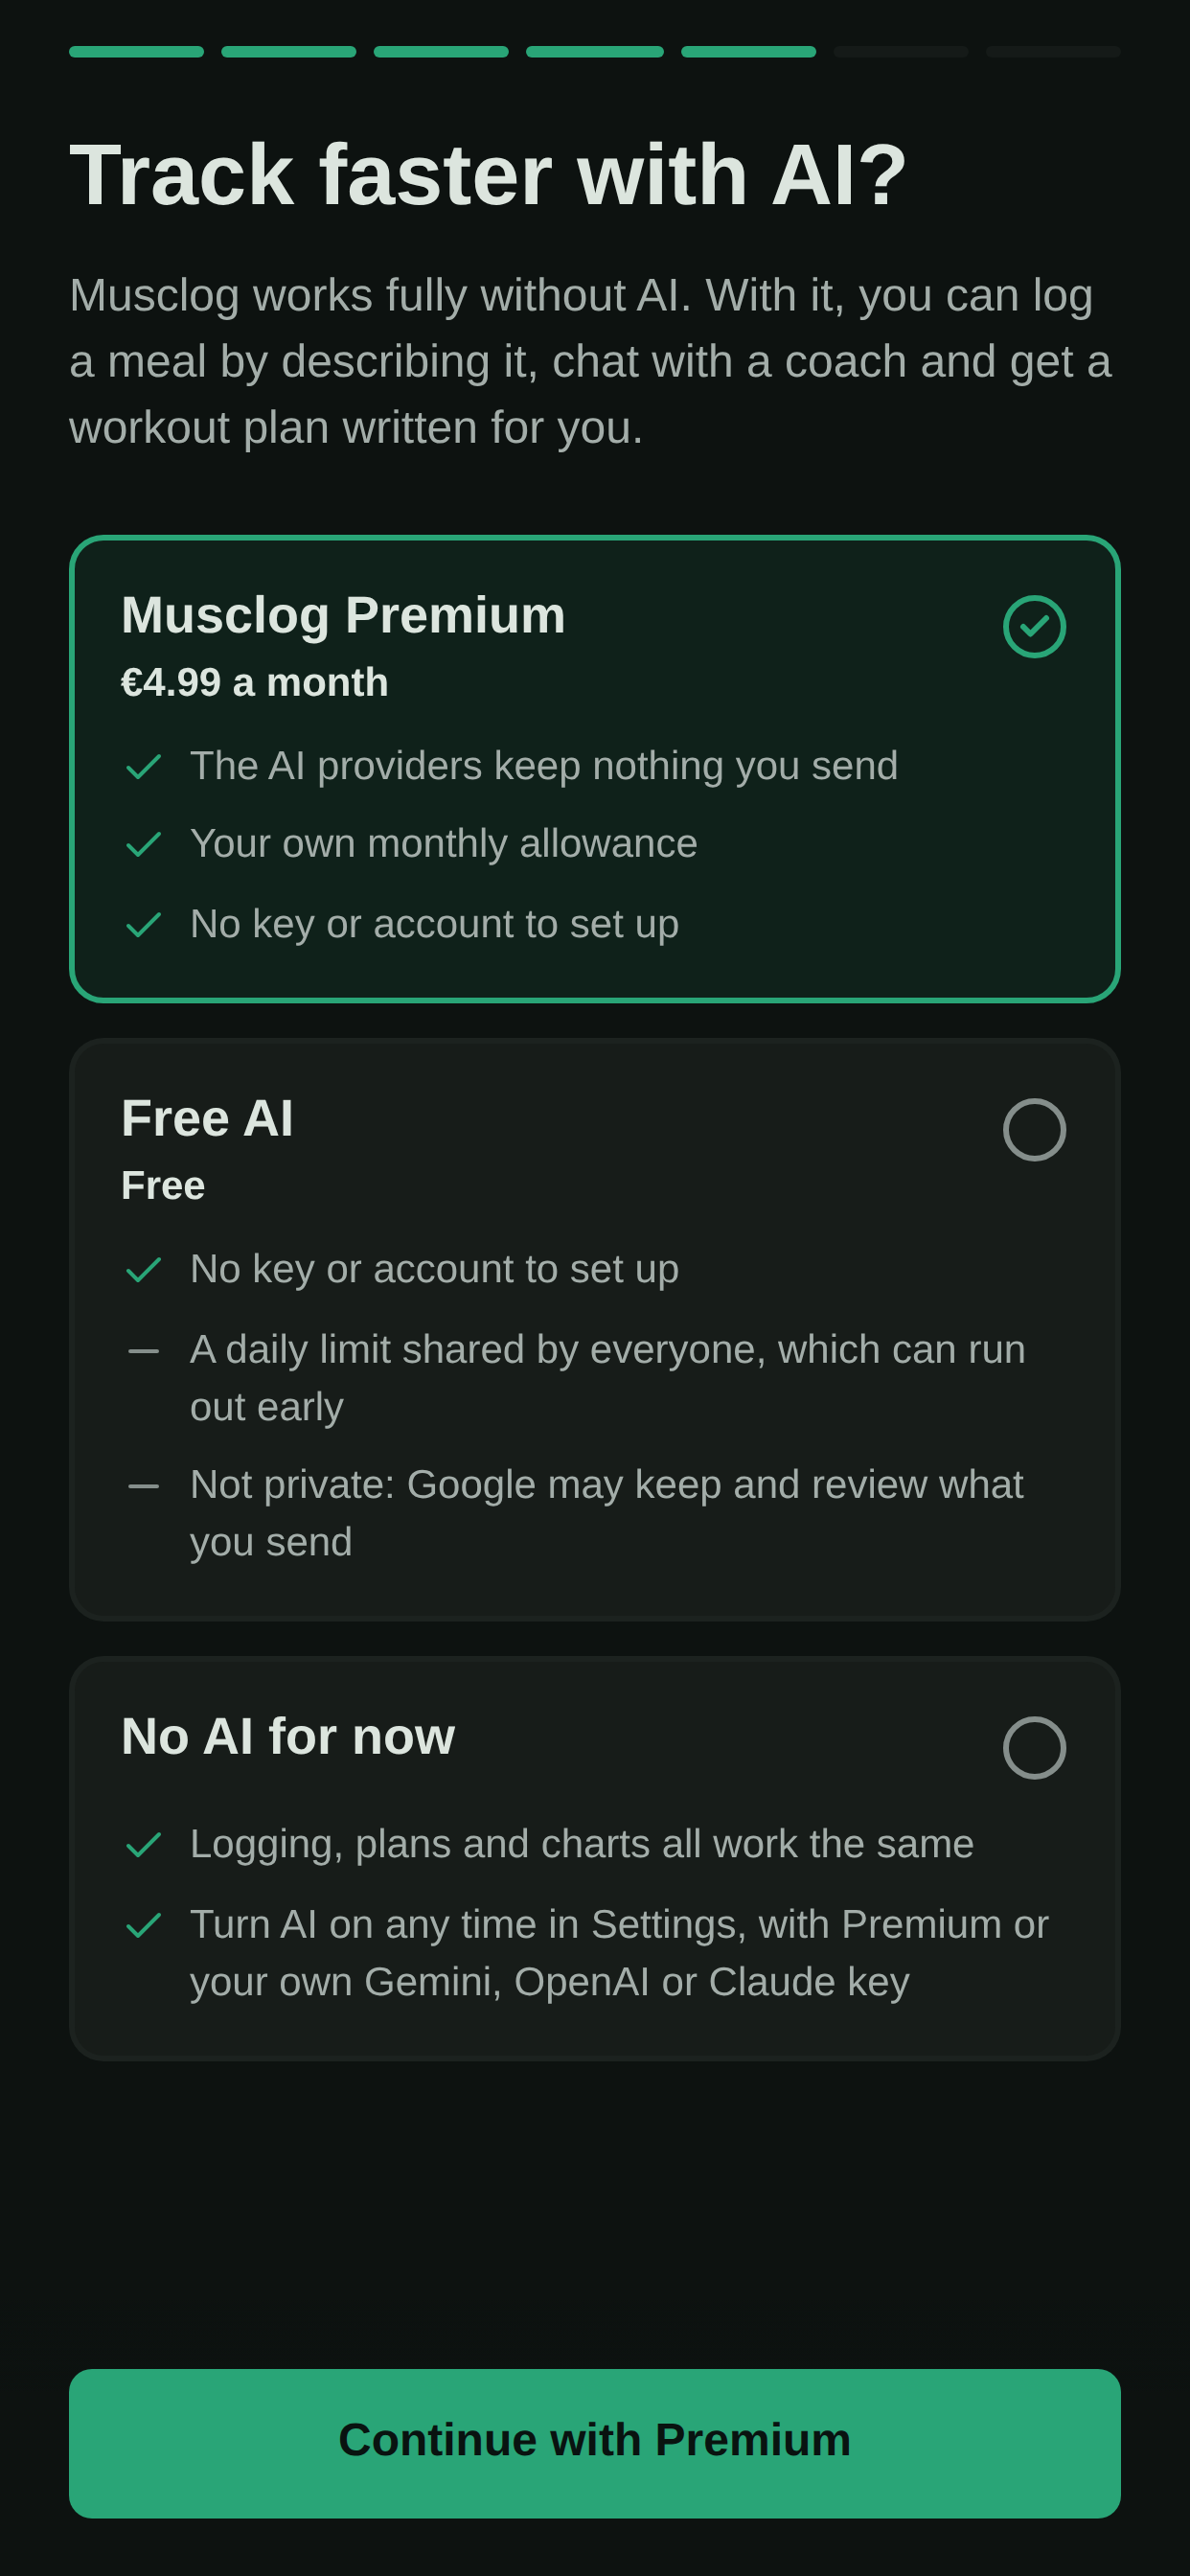 Track faster with AI?
Musclog works fully without AI. With it, you can log
a meal by describing it, chat with a coach and get a
workout plan written for you.
Musclog Premium
€4.99 a month
The AI providers keep nothing you send
Your own monthly allowance
No key or account to set up
Free AI
Free
No key or account to set up
A daily limit shared by everyone, which can run
out early
Not private: Google may keep and review what
you send
No AI for now
Logging, plans and charts all work the same
Turn AI on any time in Settings, with Premium or
your own Gemini, OpenAI or Claude key
Continue with Premium